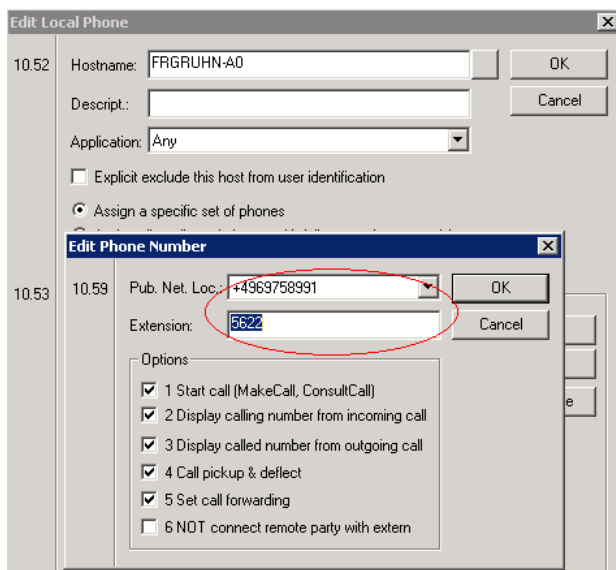 Edit Local Phone
10.52 Hostname: FRGRUHN-A0 OK
Descript.: Cancel
Application: Any
Explicit exclude this host from user identification
Assign a specific set of phones
Edit Phone Number
10.53 10.59 Pub. Net. Loc.: +4969758991 OK
Extension: 5622 Cancel
Options
1 Start call (MakeCall, ConsultCall)
2 Display calling number from incoming call
3 Display called number from outgoing call
e
4 Call pickup & deflect
5 Set call forwarding
6 NOT connect remote party with extern